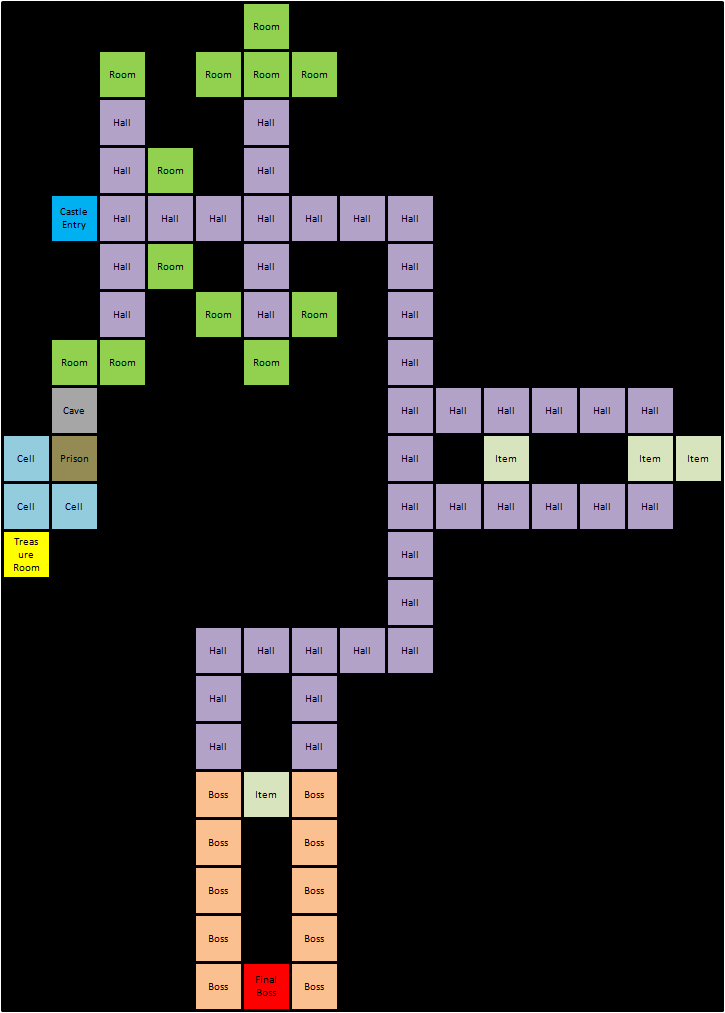 Room
Room Room Room Room
Hall Hall
Hall Room Hall
Castle
Entry Hall Hall Hall Hall Hall Hall Hall
Hall Room Hall Hall
Hall Room Hall Room Hall
Room Room Room Hall
Cave Hall Hall Hall Hall Hall Hall
Cell Prison Hall Item Item Item
Cell Cell Hall Hall Hall Hall Hall Hall
Treas
ure
Room Hall
Hall
Hall Hall Hall Hall Hall
Hall Hall
Hall Hall
Boss Item Boss
Boss Boss
Boss Boss
Boss Boss
Boss Final
Boss Boss